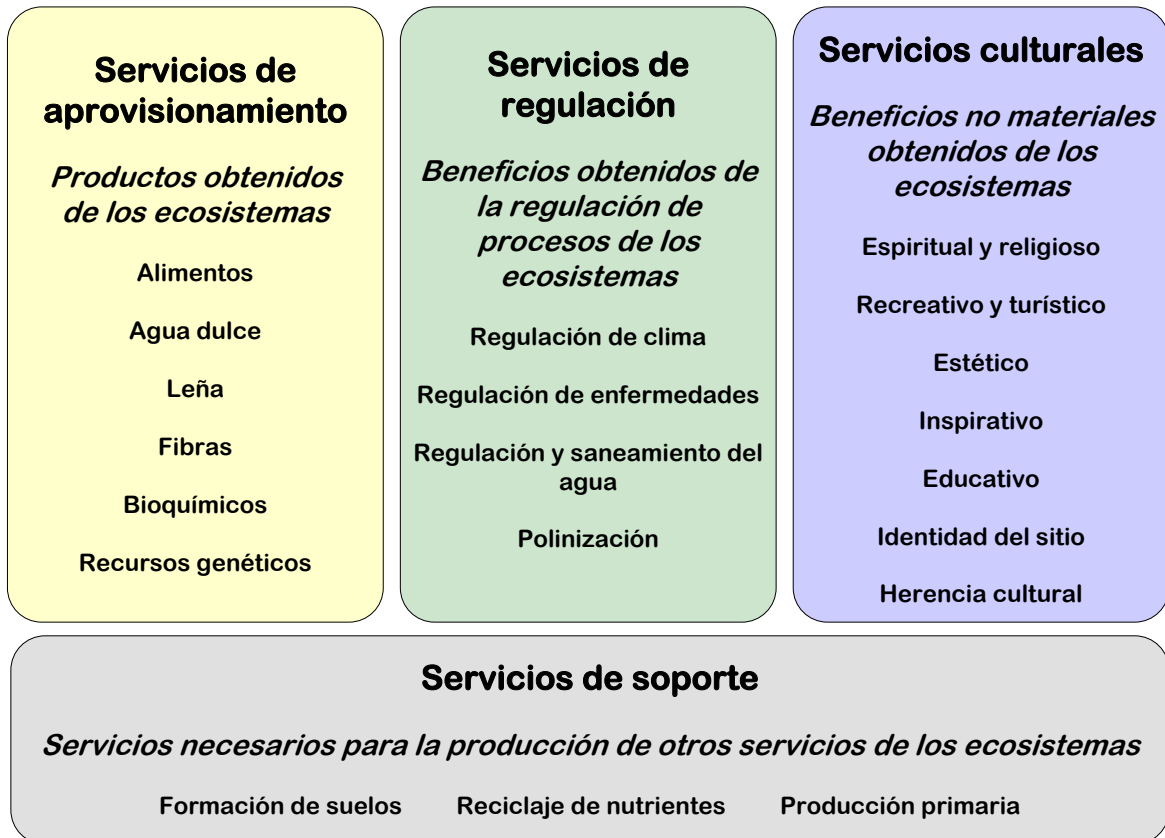 Servicios de
aprovisionamiento
Productos obtenidos
de los ecosistemas
Alimentos
Agua dulce
Leña
Fibras
Bioquímicos
Recursos genéticos
Servicios de
regulación
Beneficios obtenidos de
la regulación de
procesos de los
ecosistemas
Regulación de clima
Regulación de enfermedades
Regulación y saneamiento del
agua
Polinización
Servicios culturales
Beneficios no materiales
obtenidos de los
ecosistemas
Espiritual y religioso
Recreativo y turístico
Estético
Inspirativo
Educativo
Identidad del sitio
Herencia cultural
Servicios de soporte
Servicios necesarios para la producción de otros servicios de los ecosistemas
Formación de suelos Reciclaje de nutrientes Producción primaria